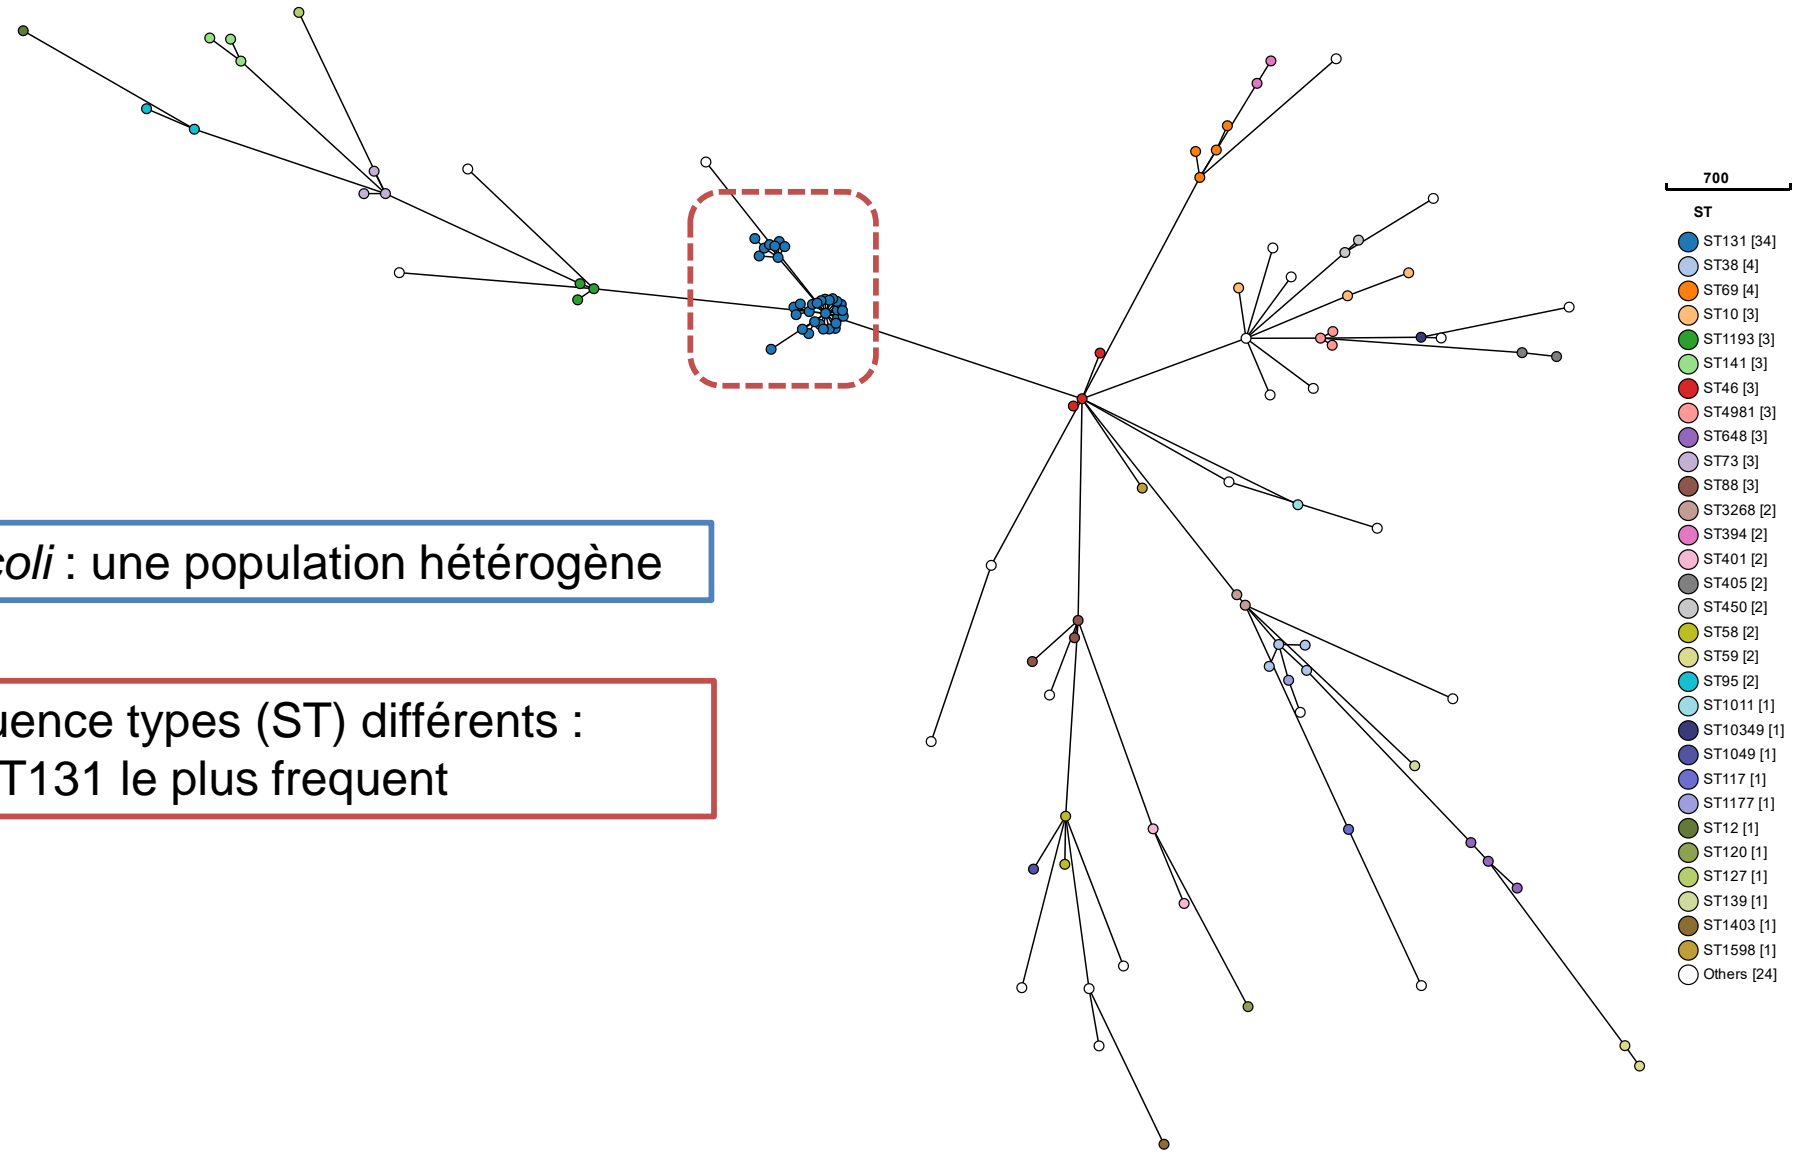 700
ST
ST131 [34]
ST38 [4]
ST69 [4]
ST10 [3]
ST1193 [3]
ST141 [3]
ST46 [3]
ST4981 [3]
ST648 [3]
ST73 [3]
ST88 [3]
ST3268 [2]
ST394 [2]
ST401 [2]
ST405 [2]
ST450 [2]
ST58 [2]
ST59 [2]
ST95 [2]
ST1011 [1]
ST10349 [1]
ST1049 [1]
ST117 [1]
ST1177 [1]
ST12 [1]
ST120 [1]
ST127 [1]
ST139 [1]
ST1403 [1]
ST1598 [1]
Others [24]
coli : une population hétérogène
uence types (ST) différents :
T131 le plus frequent